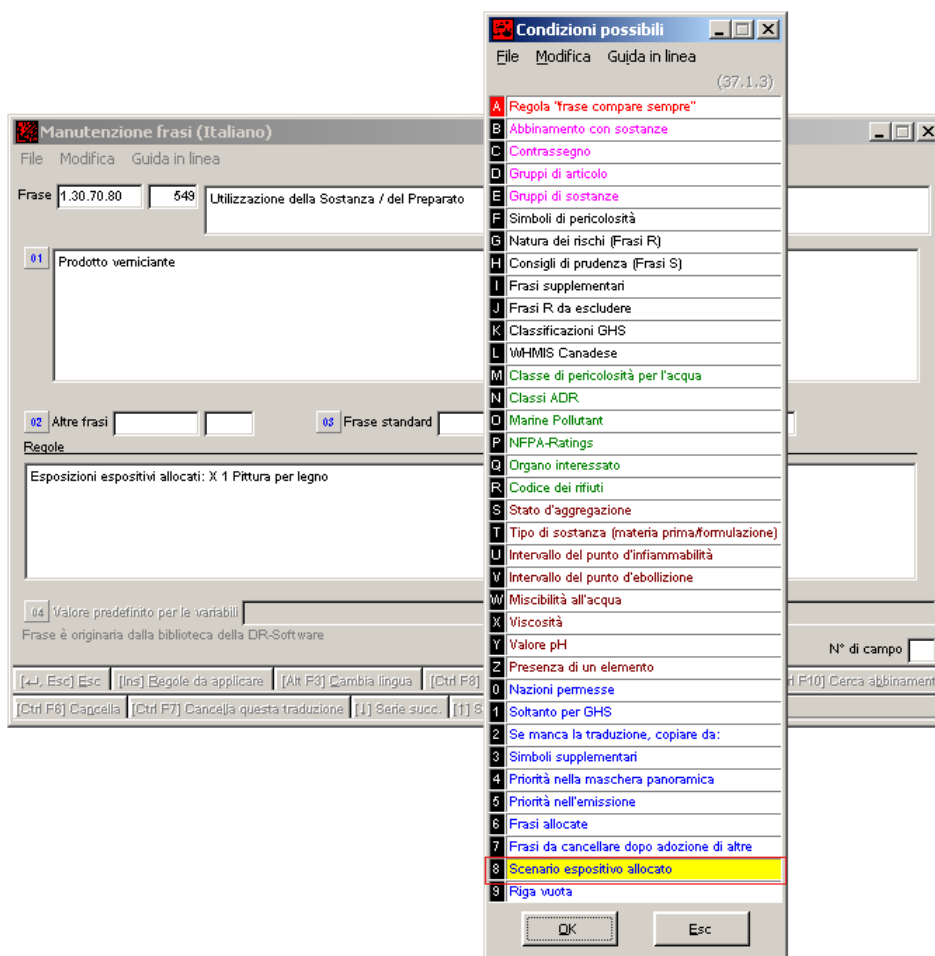 Condizioni possibili
File Modifica Guida in linea
(37.1.3)
A Regola "frase compare sempre"
B Abbinamento con sostanze
C Contrassegno
D Gruppi di articolo
E Gruppi di sostanze
F Simboli di pericolosità
G Natura dei rischi (Frasi R)
H Consigli di prudenza (Frasi S)
I Frasi supplementari
J Frasi R da escludere
K Classificazioni GHS
L WHMIS Canadese
M Classe di pericolosità per l'acqua
N Classi ADR
O Marine Pollutant
P NFPA-Ratings
Q Organo interessato
R Codice dei rifiuti
S Stato d'aggregazione
T Tipo di sostanza (materia prima/formulazione)
U Intervallo del punto d'infiammabilità
V Intervallo del punto d'ebollizione
W Miscibilità all'acqua
X Viscosità
Y Valore pH
Z Presenza di un elemento
0 Nazioni permesse
1 Soltanto per GHS
2 Se manca la traduzione, copiare da:
3 Simboli supplementari
4 Priorità nella maschera panoramica
5 Priorità nell'emissione
6 Frasi allocate
7 Frasi da cancellare dopo adozione di altre
8 Scenario espositivo allocato
9 Riga vuota
OK Esc
Manutenzione frasi (Italiano)
File Modifica Guida in linea
Frase 1.30.70.80 549 Utilizzazione della Sostanza / del Preparato
01 Prodotto verniciante
02 Altre frasi 03 Frase standard
Regole
Esposizioni espositivi allocati: X 1 Pittura per legno
04 Valore predefinito per le variabili
Frase è originaria dalla biblioteca della DR-Software
N° di campo
[↵, Esc] Esc [Ins] Regole da applicare [Alt F3] Cambia lingua [Ctrl F8] rl F10] Cerca abbinament
[Ctrl F6] Cancella [Ctrl F7] Cancella questa traduzione [↓] Serie succ. [↑] S